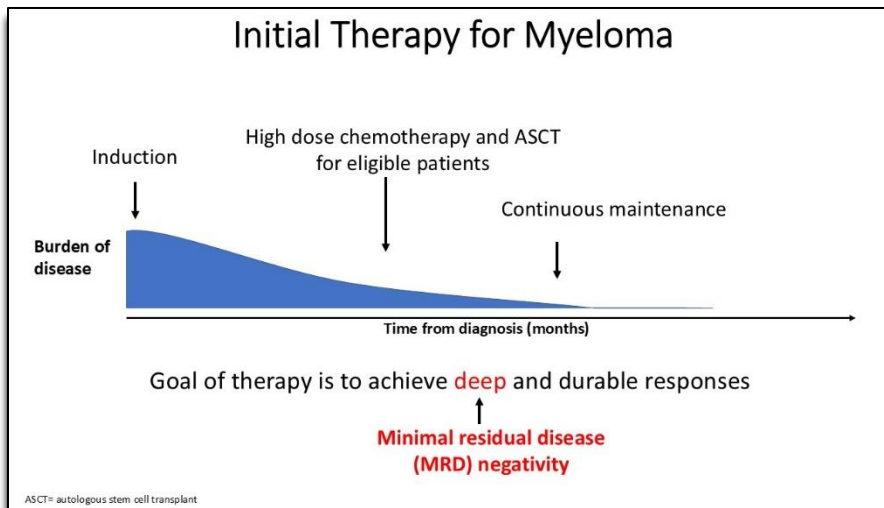 Initial Therapy for Myeloma
High dose chemotherapy and ASCT
for eligible patients
Induction
Continuous maintenance
Burden of
disease
Time from diagnosis (months)
Goal of therapy is to achieve deep and durable responses
Minimal residual disease
(MRD) negativity
ASCT= autologous stem cell transplant